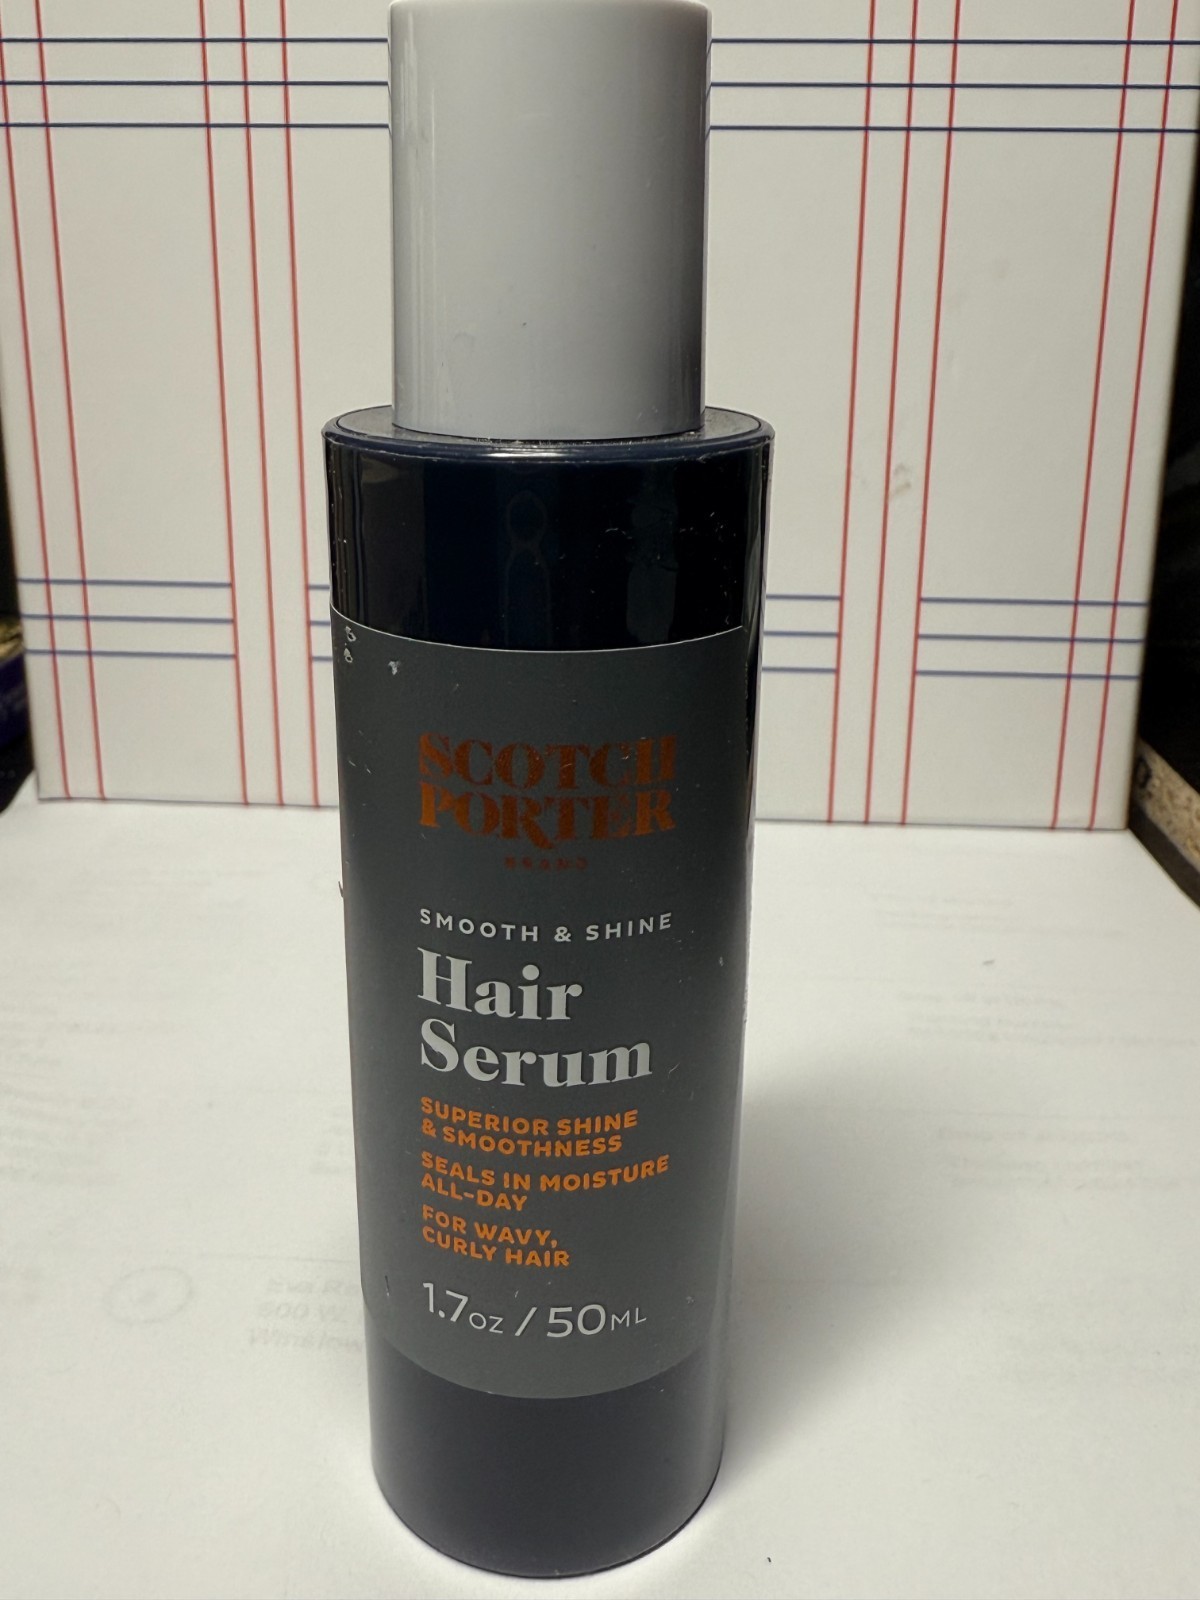 SCOTCH
PORTER
BRAND
SMOOTH & SHINE
Hair
Serum
SUPERIOR SHINE
& SMOOTHNESS
SEALS IN MOISTURE
ALL-DAY
FOR WAVY,
CURLY HAIR
1.7OZ / 50ML